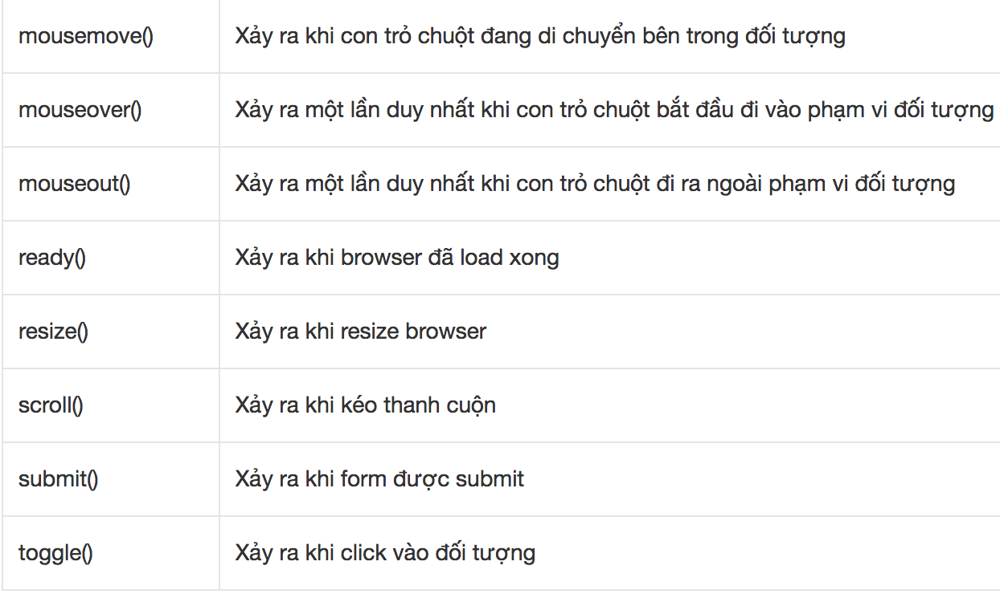 mousemove() Xảy ra khi con trỏ chuột đang di chuyển bên trong đối tượng
mouseover() Xảy ra một lần duy nhất khi con trỏ chuột bắt đầu đi vào phạm vi đối tượng
mouseout() Xảy ra một lần duy nhất khi con trỏ chuột đi ra ngoài phạm vi đối tượng
ready() Xảy ra khi browser đã load xong
resize() Xảy ra khi resize browser
scroll() Xảy ra khi kéo thanh cuộn
submit() Xảy ra khi form được submit
toggle() Xảy ra khi click vào đối tượng